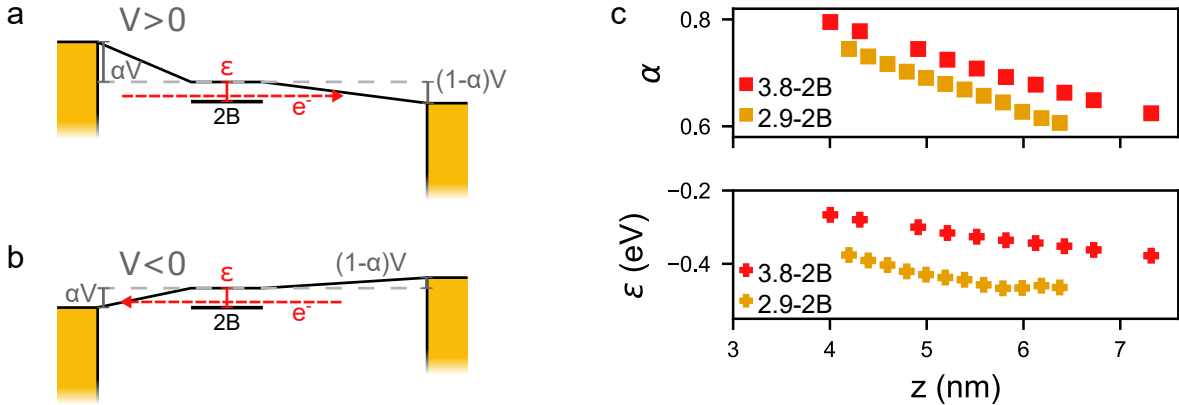 a
V>0
αV
ε
(1-α)V
e⁻
2B
b
V<0
(1-α)V
αV
ε
e⁻
2B
c
0.8
α
0.6
3.8-2B
2.9-2B
−0.2
ε (eV)
−0.4
3.8-2B
2.9-2B
3 4 5 6 7
z (nm)